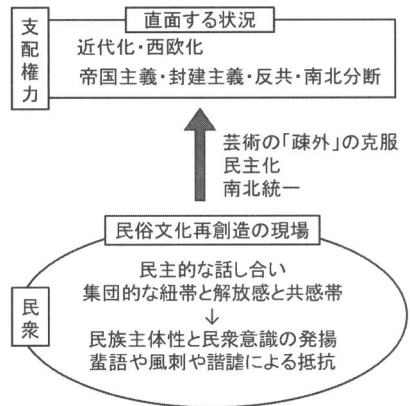 直面する状況
支配権力
近代化・西欧化
帝国主義・封建主義・反共・南北分断
芸術の「疎外」の克服
民主化
南北統一
民俗文化再創造の現場
民衆
民主的な話し合い
集団的な紐帯と解放感と共感帯
↓
民族主体性と民衆意識の発揚
蜚語や風刺や諧謔による抵抗